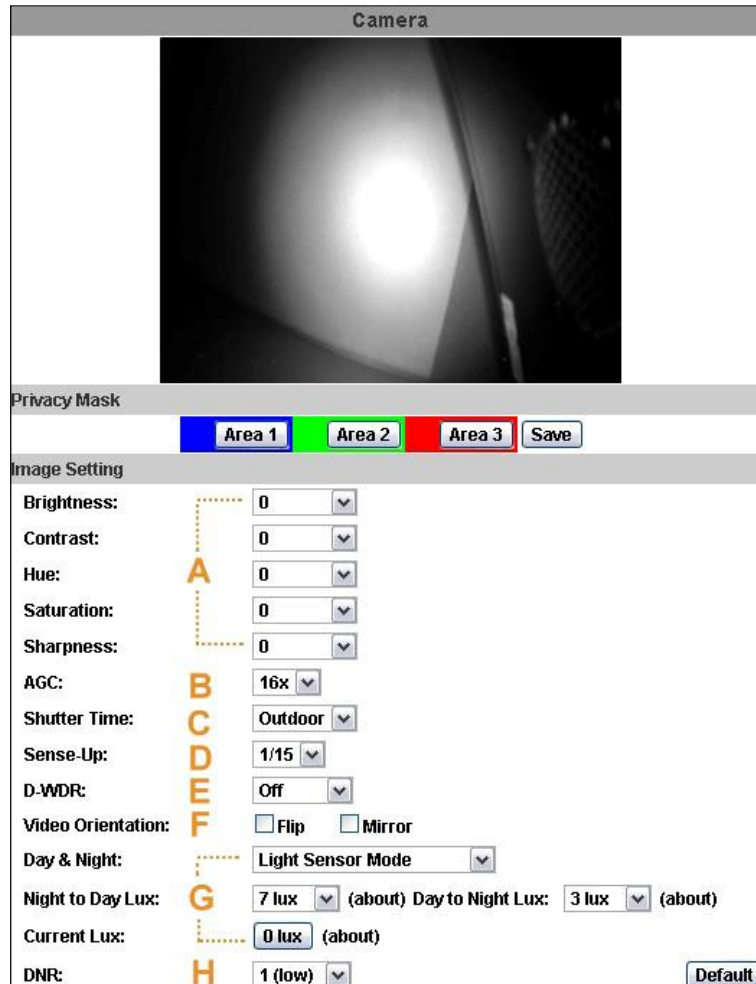 Camera
Privacy Mask
Area 1 Area 2 Area 3 Save
Image Setting
Brightness: 0
Contrast: 0
Hue: A 0
Saturation: 0
Sharpness: 0
AGC: B 16x
Shutter Time: C Outdoor
Sense-Up: D 1/15
D-WDR: E Off
Video Orientation: F Flip Mirror
Day & Night: Light Sensor Mode
Night to Day Lux: G 7 lux (about) Day to Night Lux: 3 lux (about)
Current Lux: 0 lux (about)
DNR: H 1 (low) Default